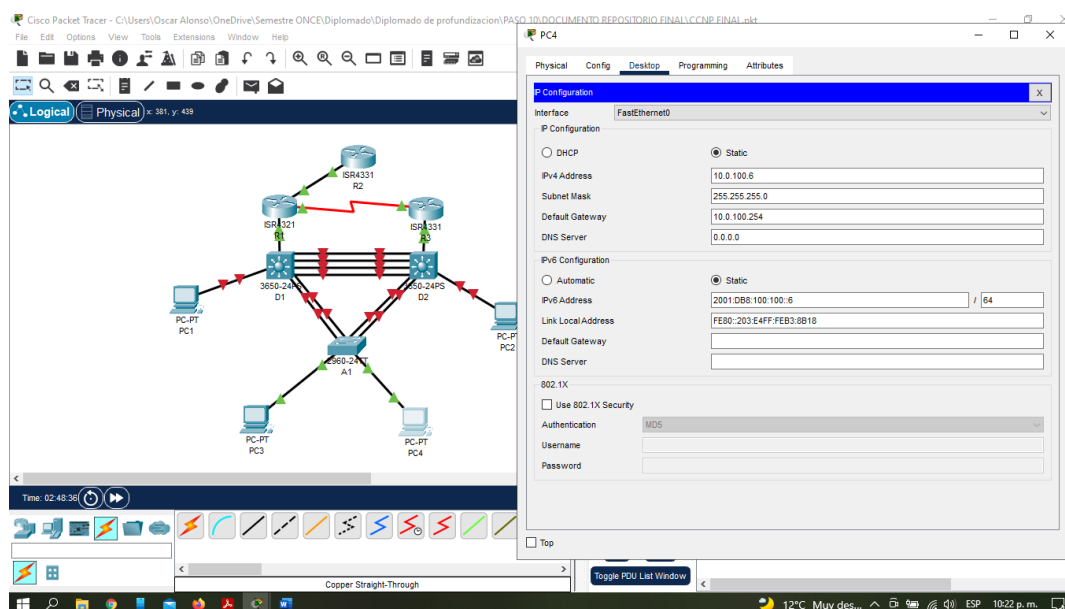 Cisco Packet Tracer - C:\Users\Oscar Alonso\OneDrive\Semestre ONCE\Diplomado\Diplomado de profundizacion\PASO 10\DOCUMENTO REPOSITORIO FINAL\CCNP FINAL.pkt
File Edit Options View Tools Extensions Window Help
Logical Physical x: 381, y: 439
ISR4331
R2
ISR4321
R1
ISR4331
R3
3650-24PS
D1
3650-24PS
D2
PC-PT
PC1
PC-PT
PC2
2960-24TT
A1
PC-PT
PC3
PC-PT
PC4
Time: 02:48:36
Copper Straight-Through
Toggle PDU List Window
PC4
Physical Config Desktop Programming Attributes
IP Configuration X
Interface FastEthernet0
IP Configuration
DHCP Static
IPv4 Address 10.0.100.6
Subnet Mask 255.255.255.0
Default Gateway 10.0.100.254
DNS Server 0.0.0.0
IPv6 Configuration
Automatic Static
IPv6 Address 2001:DB8:100:100::6 / 64
Link Local Address FE80::203:E4FF:FEB3:8B18
Default Gateway
DNS Server
802.1X
Use 802.1X Security
Authentication MD5
Username
Password
Top
12°C Muy des... ESP 10:22 p. m.